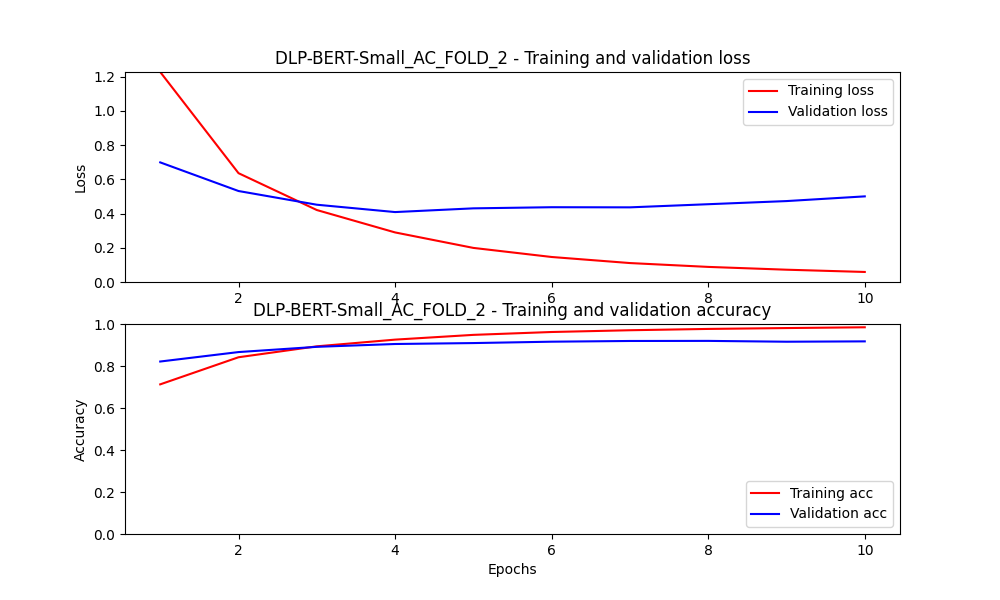 DLP-BERT-Small_AC_FOLD_2 - Training and validation loss
1.2
1.0
0.8
0.6
0.4
0.2
0.0
Loss
Training loss
Validation loss
2 4 6 8 10
DLP-BERT-Small_AC_FOLD_2 - Training and validation accuracy
1.0
0.8
0.6
0.4
0.2
0.0
Accuracy
Training acc
Validation acc
2 4 6 8 10
Epochs